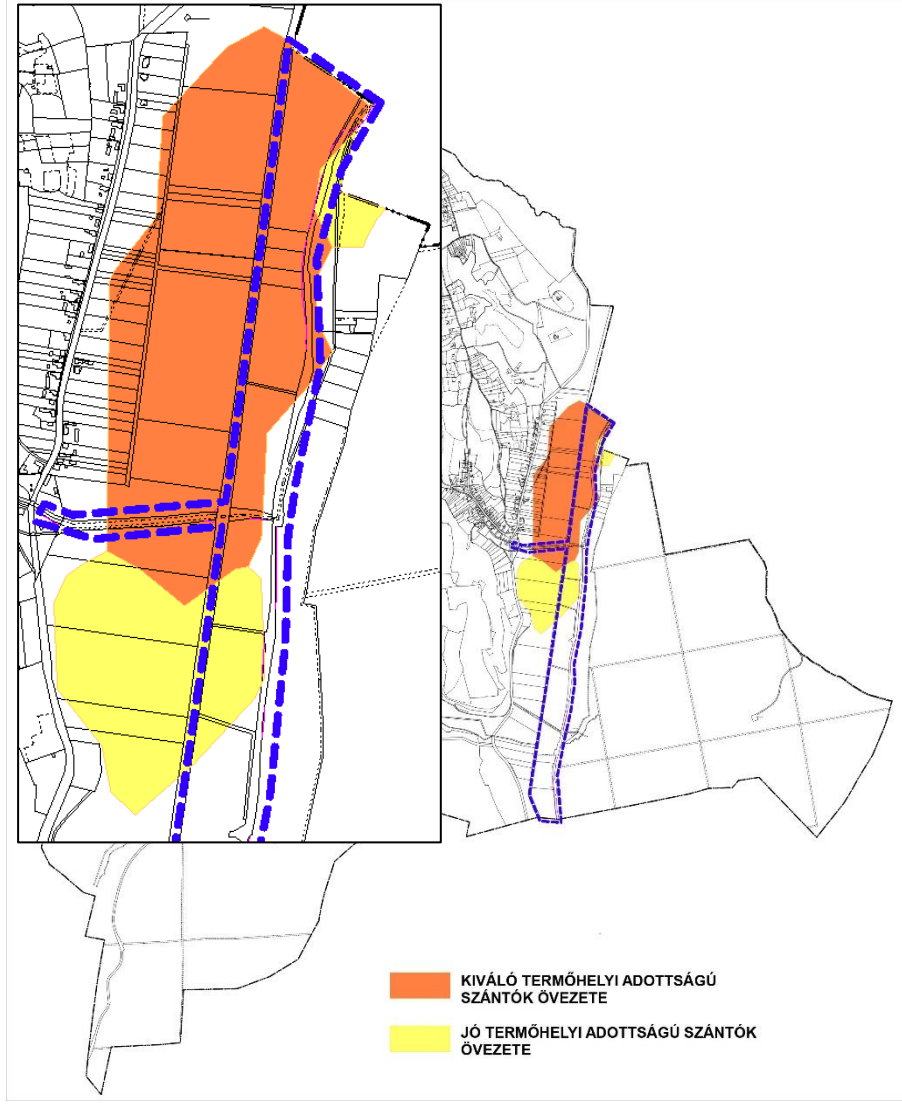 KIVÁLÓ TERMŐHELYI ADOTTSÁGÚ
SZÁNTÓK ÖVEZETE
JÓ TERMŐHELYI ADOTTSÁGÚ SZÁNTÓK
ÖVEZETE